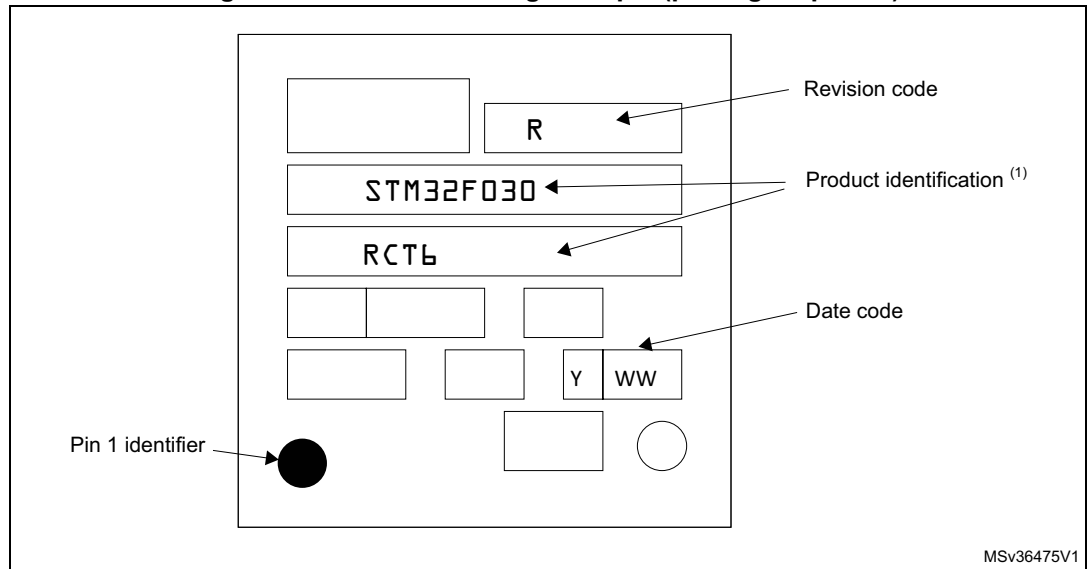 Revision code
R
STM32F030
Product identification (1)
RCT6
Date code
Y WW
Pin 1 identifier
MSv36475V1